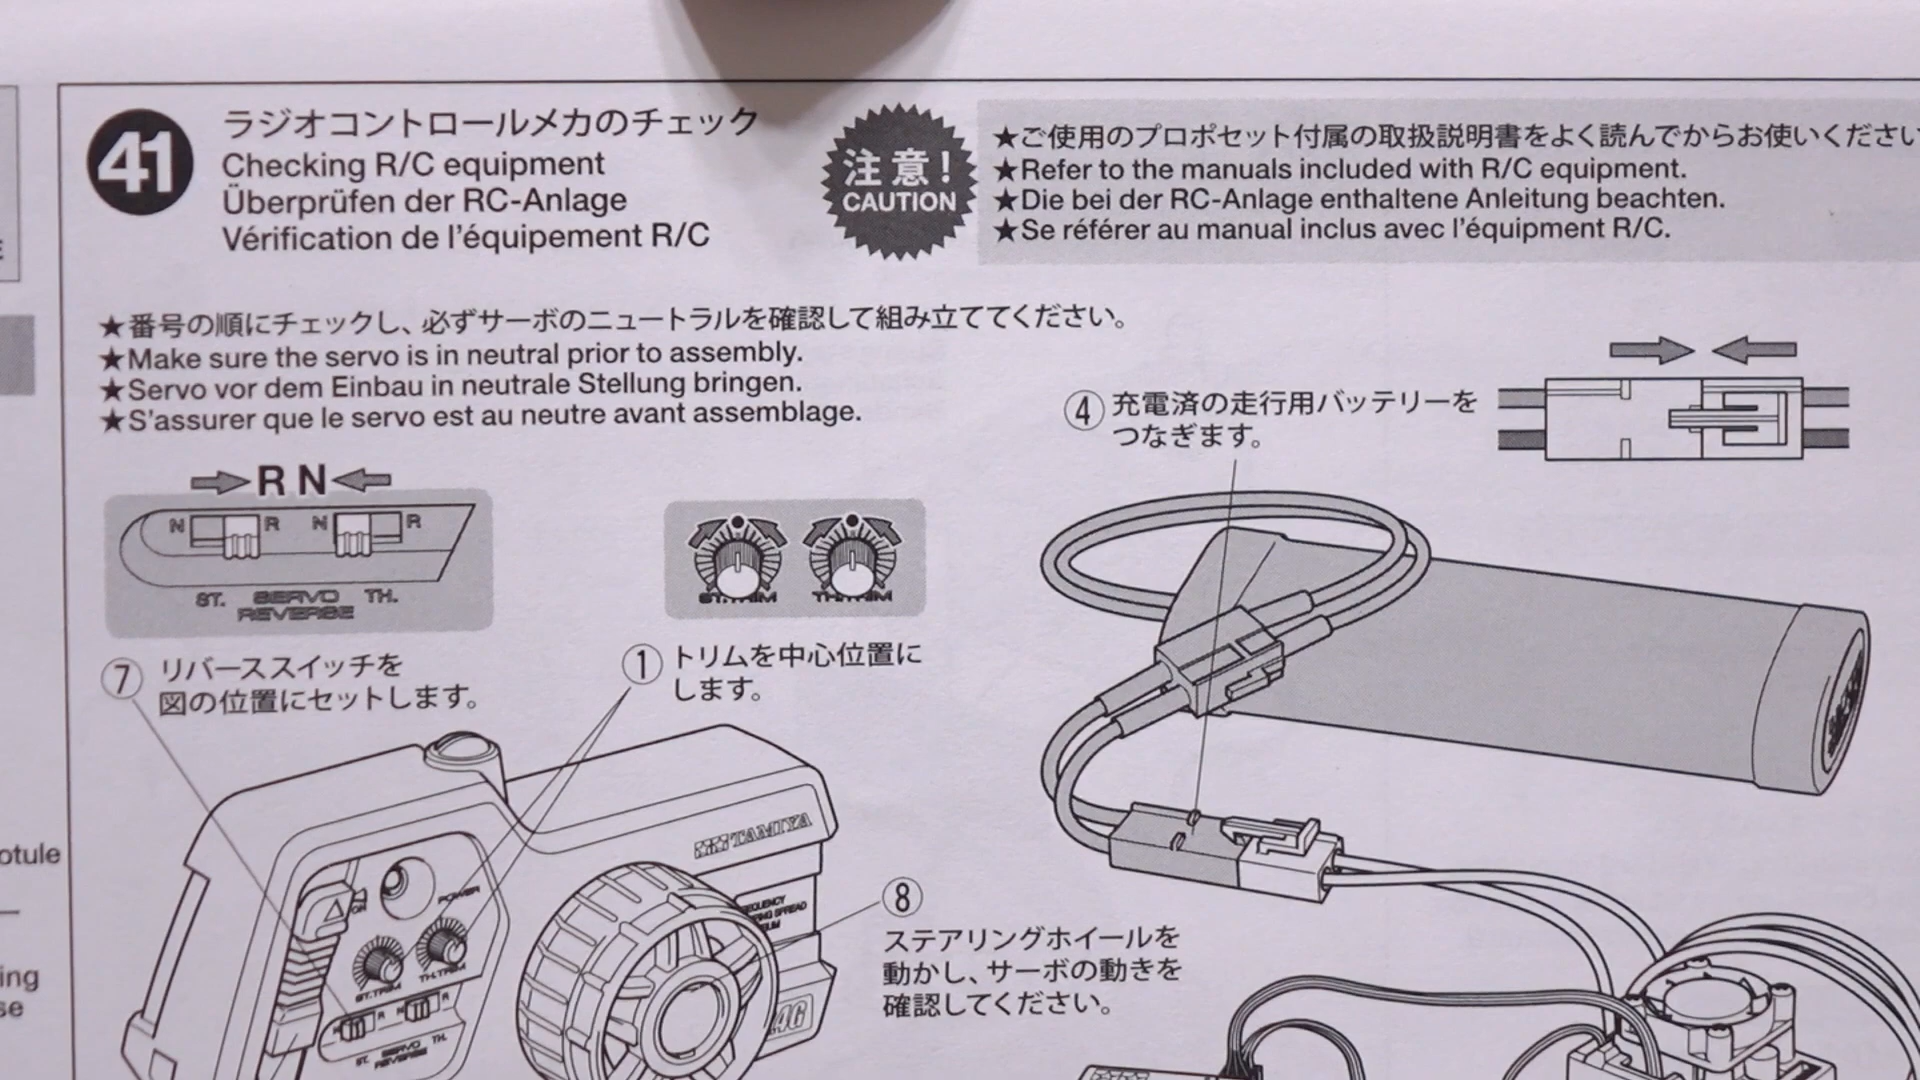 41
ラジオコントロールメカのチェック
Checking R/C equipment
Überprüfen der RC-Anlage
Vérification de l'équipement R/C
注意!
CAUTION
★ご使用のプロポセット付属の取扱説明書をよく読んでからお使いください
★Refer to the manuals included with R/C equipment.
★Die bei der RC-Anlage enthaltene Anleitung beachten.
★Se référer au manual inclus avec l'équipment R/C.
★番号の順にチェックし、必ずサーボのニュートラルを確認して組み立ててください。
★Make sure the servo is in neutral prior to assembly.
★Servo vor dem Einbau in neutrale Stellung bringen.
★S'assurer que le servo est au neutre avant assemblage.
R N
N R N R
ST. SERVO TH.
REVERSE
ST.TRIM TH.TRIM
⑦ リバーススイッチを
図の位置にセットします。
① トリムを中心位置に
します。
④ 充電済の走行用バッテリーを
つなぎます。
TAMIYA
POWER
ST.TRIM
TH.TRIM
R N R
ST. SERVO TH.
REVERSE
⑧
ステアリングホイールを
動かし、サーボの動きを
確認してください。
otule
ing
se